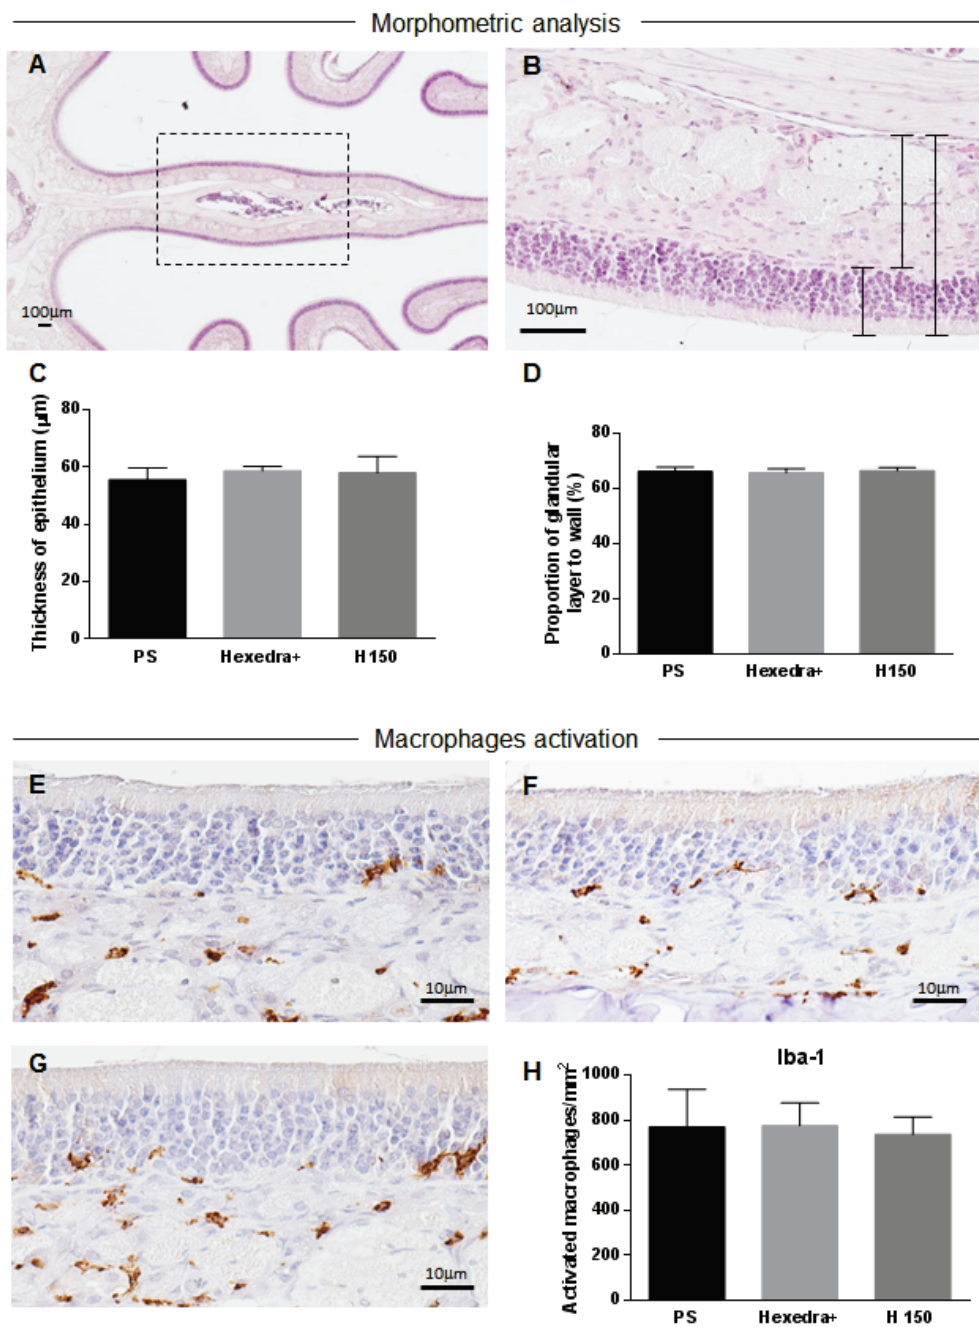 Morphometric analysis
A
B
100µm
100µm
C
D
Thickness of epithelium (µm)
80
60
40
20
0
PS Hexedra+ H150
Proportion of glandular
layer to wall (%)
80
60
40
20
0
PS Hexedra+ H150
Macrophages activation
E
F
10µm
10µm
G
10µm
H
Iba-1
Activated macrophages/mm²
1000
800
600
400
200
0
PS Hexedra+ H 150